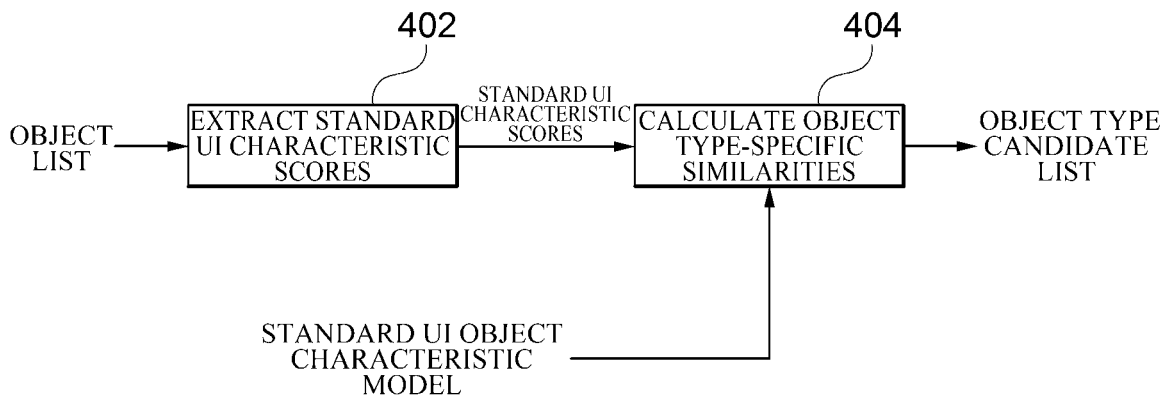 402
404
OBJECT
LIST
EXTRACT STANDARD
UI CHARACTERISTIC
SCORES
STANDARD UI
CHARACTERISTIC
SCORES
CALCULATE OBJECT
TYPE-SPECIFIC
SIMILARITIES
OBJECT TYPE
CANDIDATE
LIST
STANDARD UI OBJECT
CHARACTERISTIC
MODEL